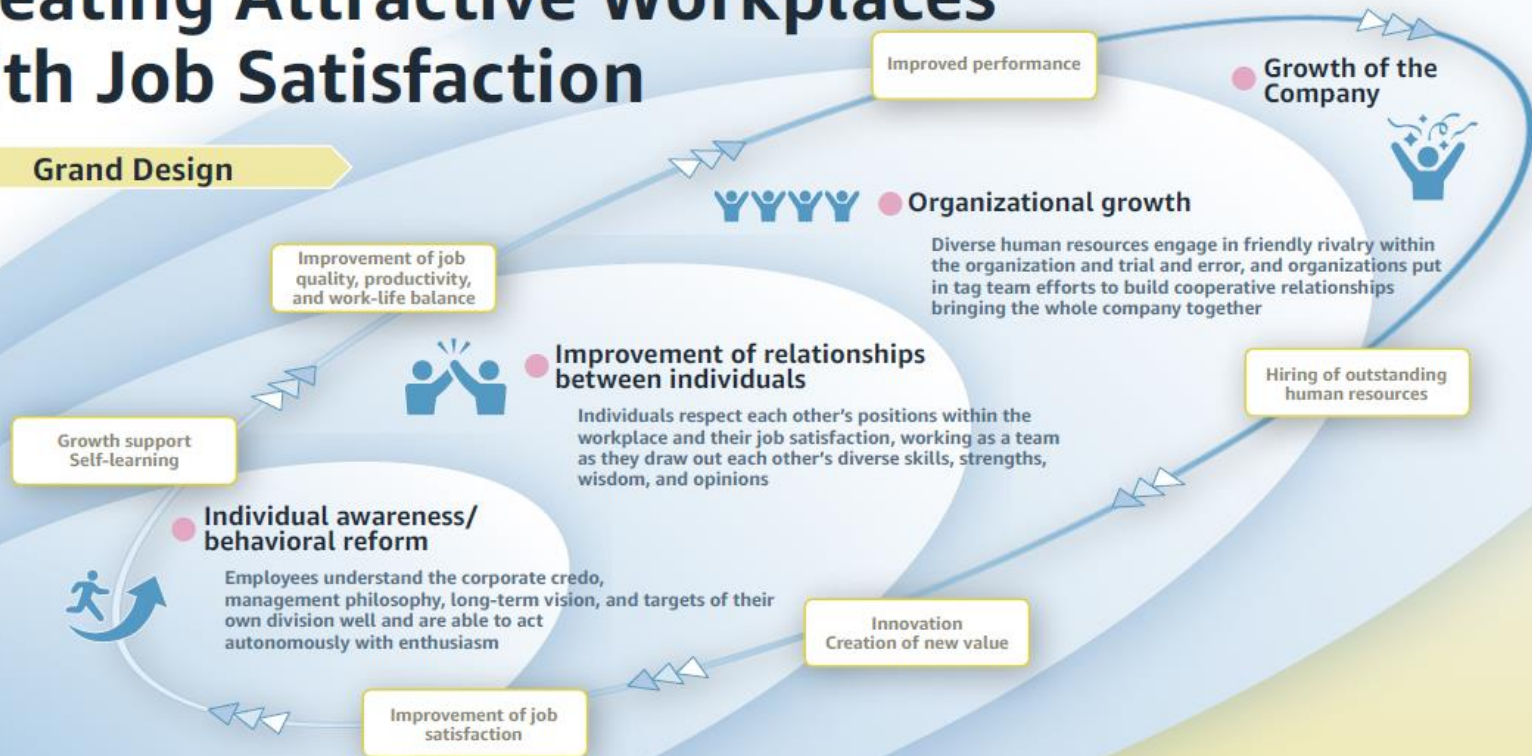 eating Attractive Workplaces
th Job Satisfaction
Grand Design
Improved performance
Growth of the
Company
Organizational growth
Diverse human resources engage in friendly rivalry within
the organization and trial and error, and organizations put
in tag team efforts to build cooperative relationships
bringing the whole company together
Improvement of job
quality, productivity,
and work-life balance
Improvement of relationships
between individuals
Individuals respect each other's positions within the
workplace and their job satisfaction, working as a team
as they draw out each other's diverse skills, strengths,
wisdom, and opinions
Hiring of outstanding
human resources
Growth support
Self-learning
Individual awareness/
behavioral reform
Employees understand the corporate credo,
management philosophy, long-term vision, and targets of their
own division well and are able to act
autonomously with enthusiasm
Innovation
Creation of new value
Improvement of job
satisfaction